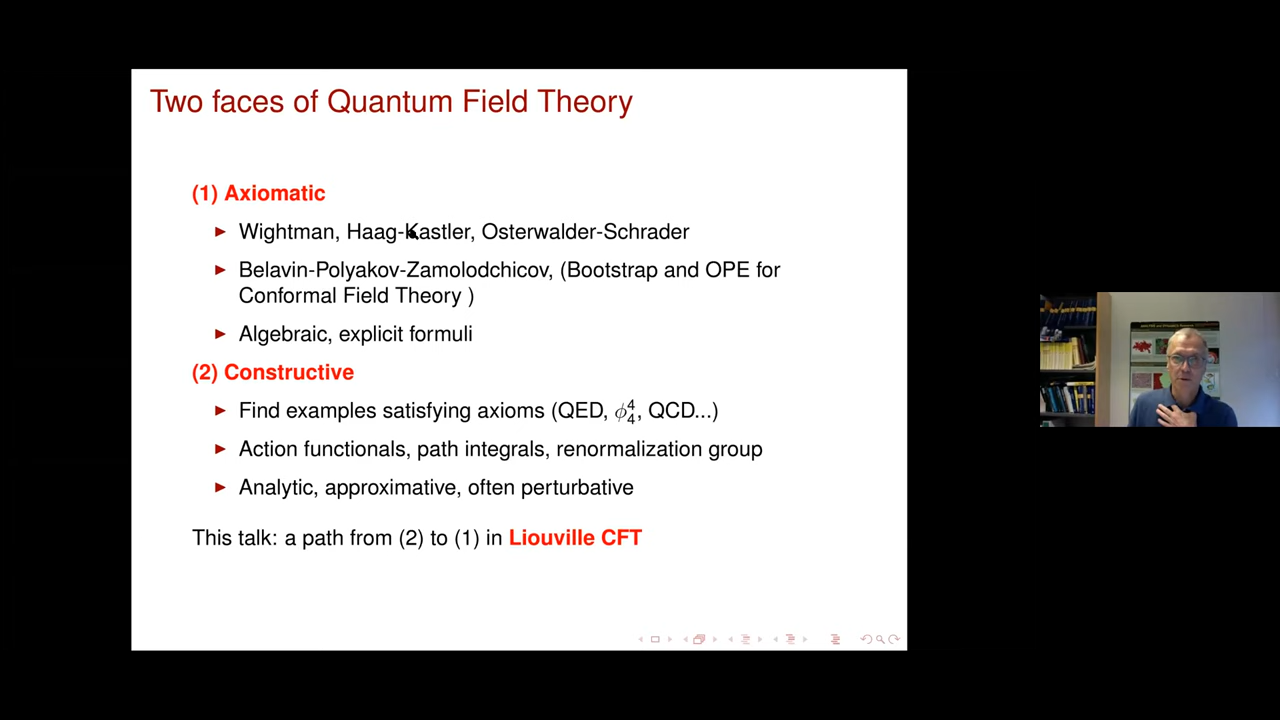 Two faces of Quantum Field Theory
(1) Axiomatic
► Wightman, Haag-Kastler, Osterwalder-Schrader
► Belavin-Polyakov-Zamolodchicov, (Bootstrap and OPE for
Conformal Field Theory )
► Algebraic, explicit formuli
(2) Constructive
► Find examples satisfying axioms (QED, ϕ⁴₄, QCD...)
► Action functionals, path integrals, renormalization group
► Analytic, approximative, often perturbative
This talk: a path from (2) to (1) in Liouville CFT